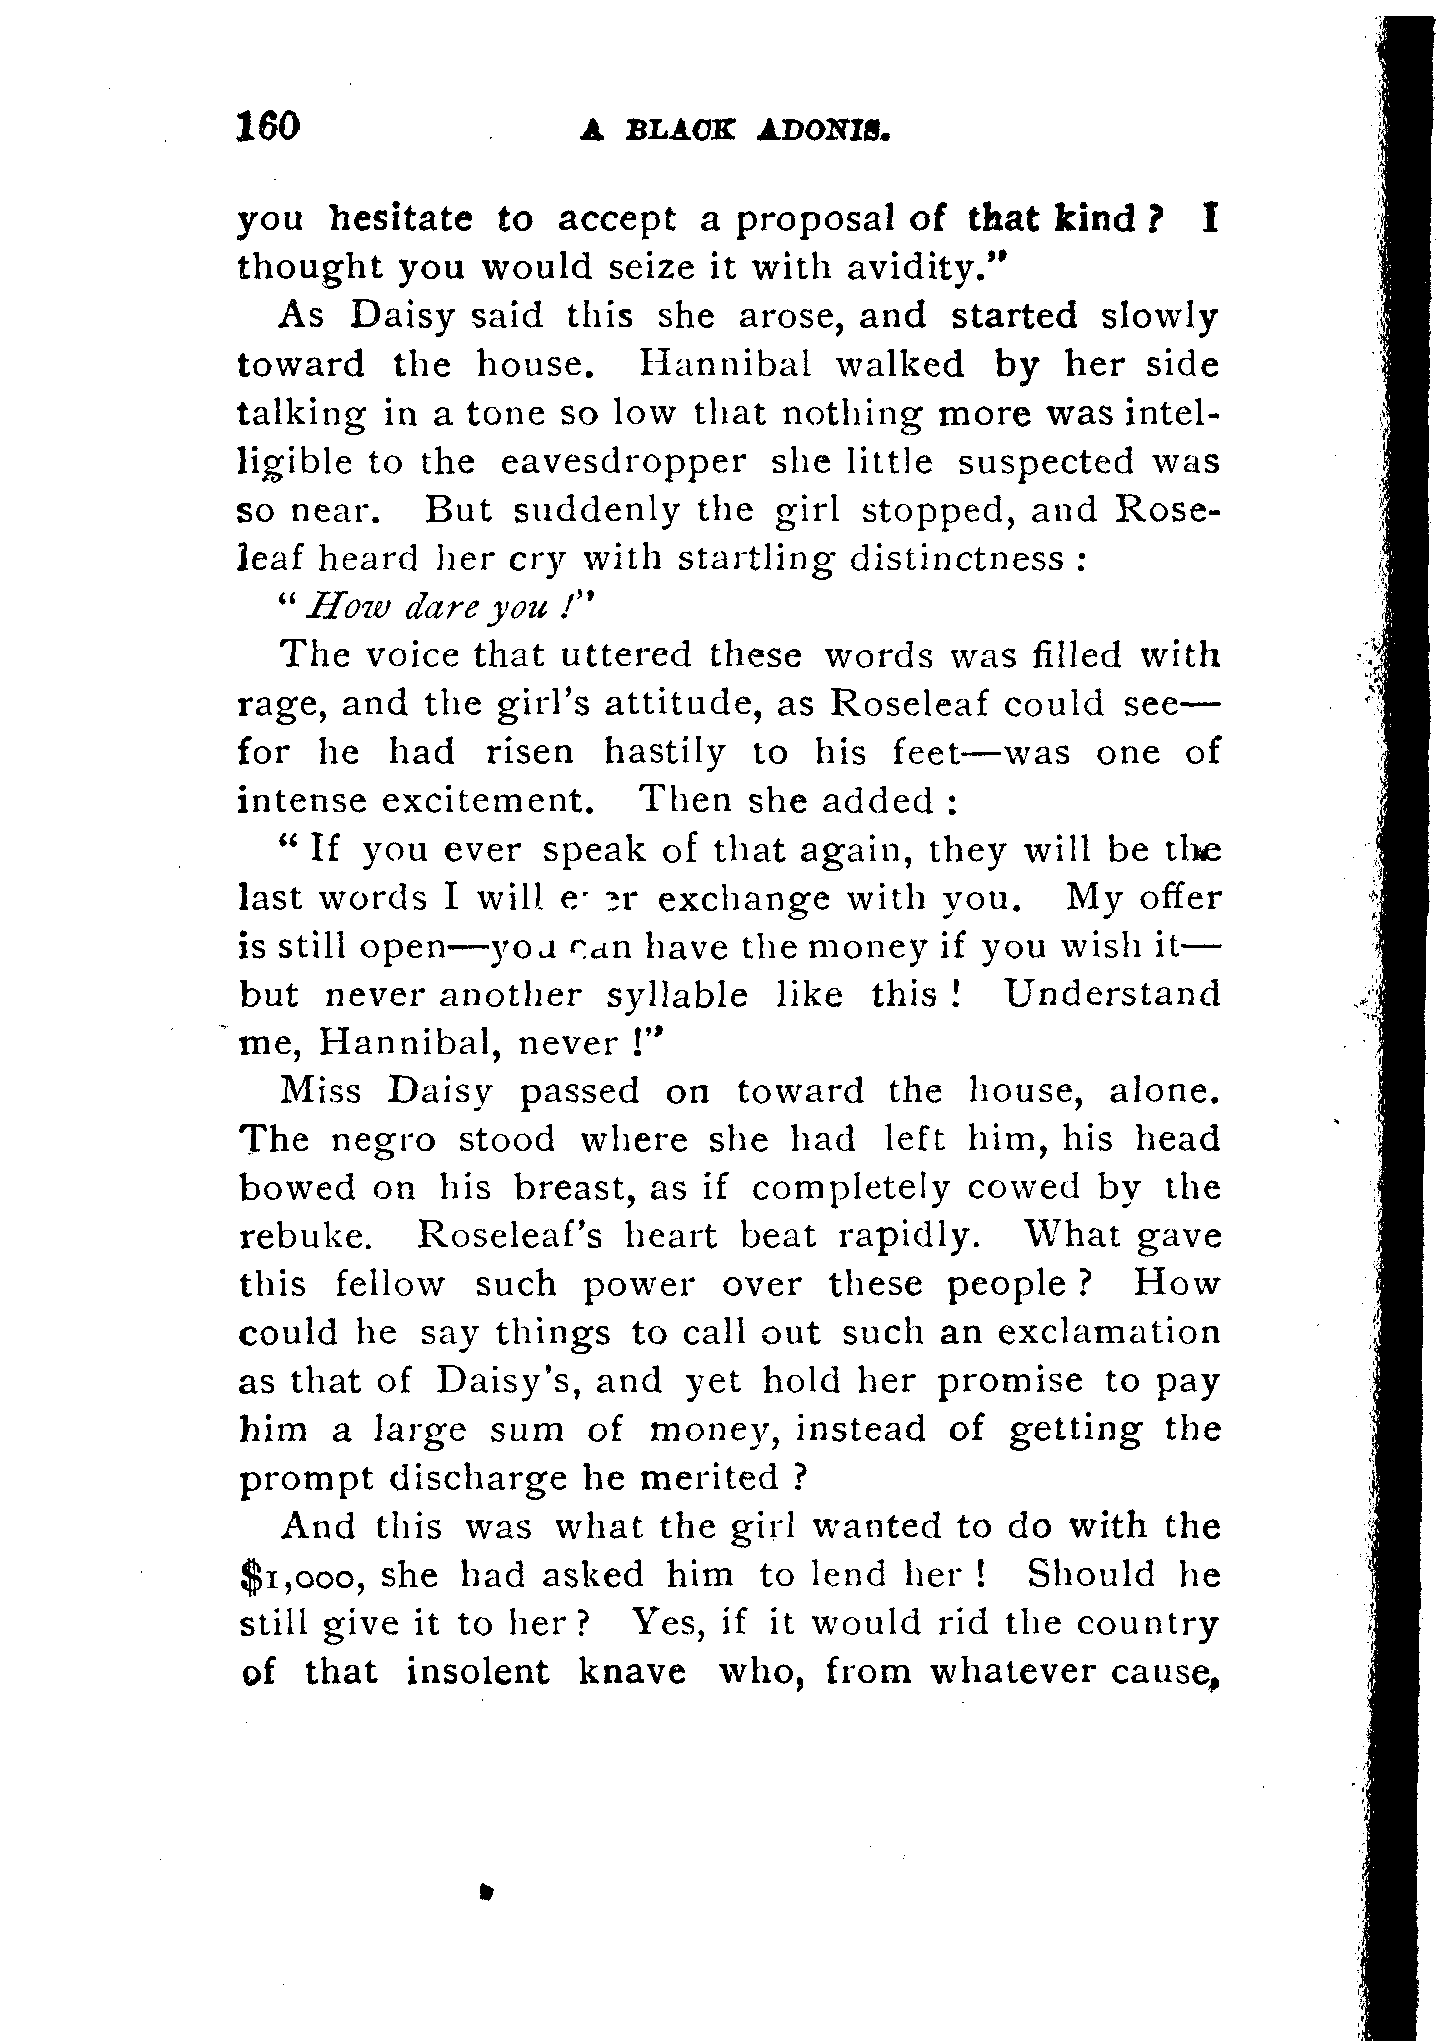 160 A BLACK ADONIS.
you hesitate to accept a proposal of that kind ? I
thought you would seize it with avidity."
As Daisy said this she arose, and started slowly
toward the house. Hannibal walked by her side
talking in a tone so low that nothing more was intel-
ligible to the eavesdropper she little suspected was
so near. But suddenly the girl stopped, and Rose-
leaf heard her cry with startling distinctness :
" How dare you !"
The voice that uttered these words was filled with
rage, and the girl's attitude, as Roseleaf could see—
for he had risen hastily to his feet—was one of
intense excitement. Then she added :
" If you ever speak of that again, they will be the
last words I will ever exchange with you. My offer
is still open—you can have the money if you wish it—
but never another syllable like this ! Understand
me, Hannibal, never !"
Miss Daisy passed on toward the house, alone.
The negro stood where she had left him, his head
bowed on his breast, as if completely cowed by the
rebuke. Roseleaf's heart beat rapidly. What gave
this fellow such power over these people ? How
could he say things to call out such an exclamation
as that of Daisy's, and yet hold her promise to pay
him a large sum of money, instead of getting the
prompt discharge he merited ?
And this was what the girl wanted to do with the
$1,000, she had asked him to lend her ! Should he
still give it to her ? Yes, if it would rid the country
of that insolent knave who, from whatever cause,